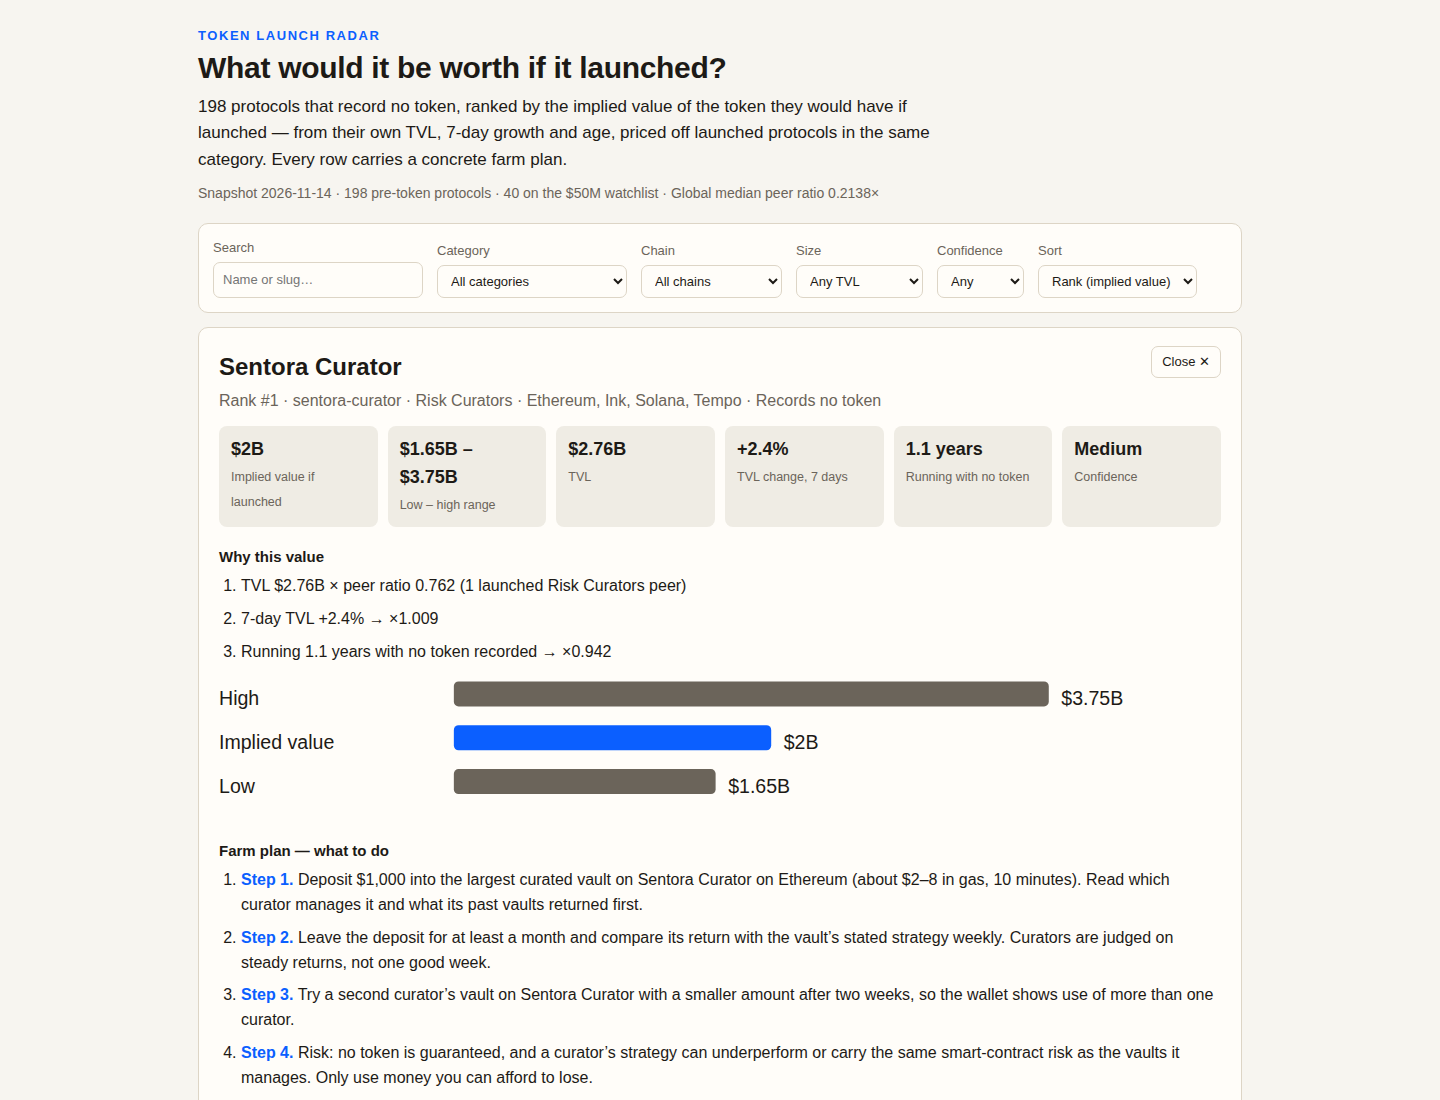 TOKEN LAUNCH RADAR
What would it be worth if it launched?
198 protocols that record no token, ranked by the implied value of the token they would have if
launched — from their own TVL, 7-day growth and age, priced off launched protocols in the same
category. Every row carries a concrete farm plan.
Snapshot 2026-11-14 · 198 pre-token protocols · 40 on the $50M watchlist · Global median peer ratio 0.2138×
Search
Category
Chain
Size
Confidence
Sort
Name or slug…
All categories
All chains
Any TVL
Any
Rank (implied value)
Sentora Curator
Close ✕
Rank #1 · sentora-curator · Risk Curators · Ethereum, Ink, Solana, Tempo · Records no token
$2B
Implied value if
launched
$1.65B –
$3.75B
Low – high range
$2.76B
TVL
+2.4%
TVL change, 7 days
1.1 years
Running with no token
Medium
Confidence
Why this value
1. TVL $2.76B × peer ratio 0.762 (1 launched Risk Curators peer)
2. 7-day TVL +2.4% → ×1.009
3. Running 1.1 years with no token recorded → ×0.942
High
$3.75B
Implied value
$2B
Low
$1.65B
Farm plan — what to do
1. Step 1. Deposit $1,000 into the largest curated vault on Sentora Curator on Ethereum (about $2–8 in gas, 10 minutes). Read which
curator manages it and what its past vaults returned first.
2. Step 2. Leave the deposit for at least a month and compare its return with the vault’s stated strategy weekly. Curators are judged on
steady returns, not one good week.
3. Step 3. Try a second curator’s vault on Sentora Curator with a smaller amount after two weeks, so the wallet shows use of more than one
curator.
4. Step 4. Risk: no token is guaranteed, and a curator’s strategy can underperform or carry the same smart-contract risk as the vaults it
manages. Only use money you can afford to lose.